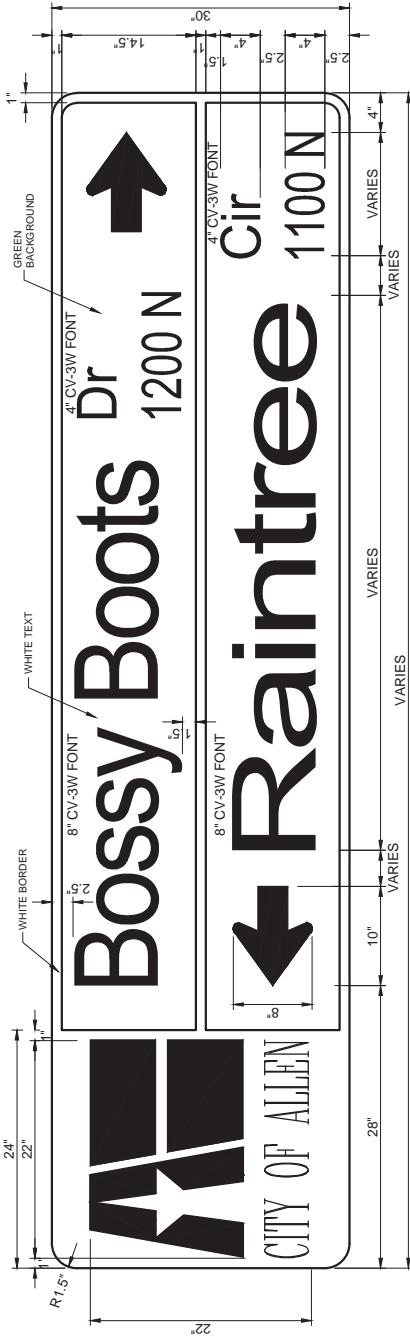 30"
1"
14.5"
1"
1.5"
4"
2.5"
4"
2.5"
1"
GREEN
BACKGROUND
WHITE TEXT
WHITE BORDER
24"
22"
1"
1"
R1.5"
22"
2.5"
8" CV-3W FONT
Bossy Boots
4" CV-3W FONT
Dr
1200 N
1.5"
8" CV-3W FONT
Raintree
4" CV-3W FONT
Cir
1100 N
8"
CITY OF ALLEN
28"
10"
VARIES
VARIES
VARIES
VARIES
4"
VARIES